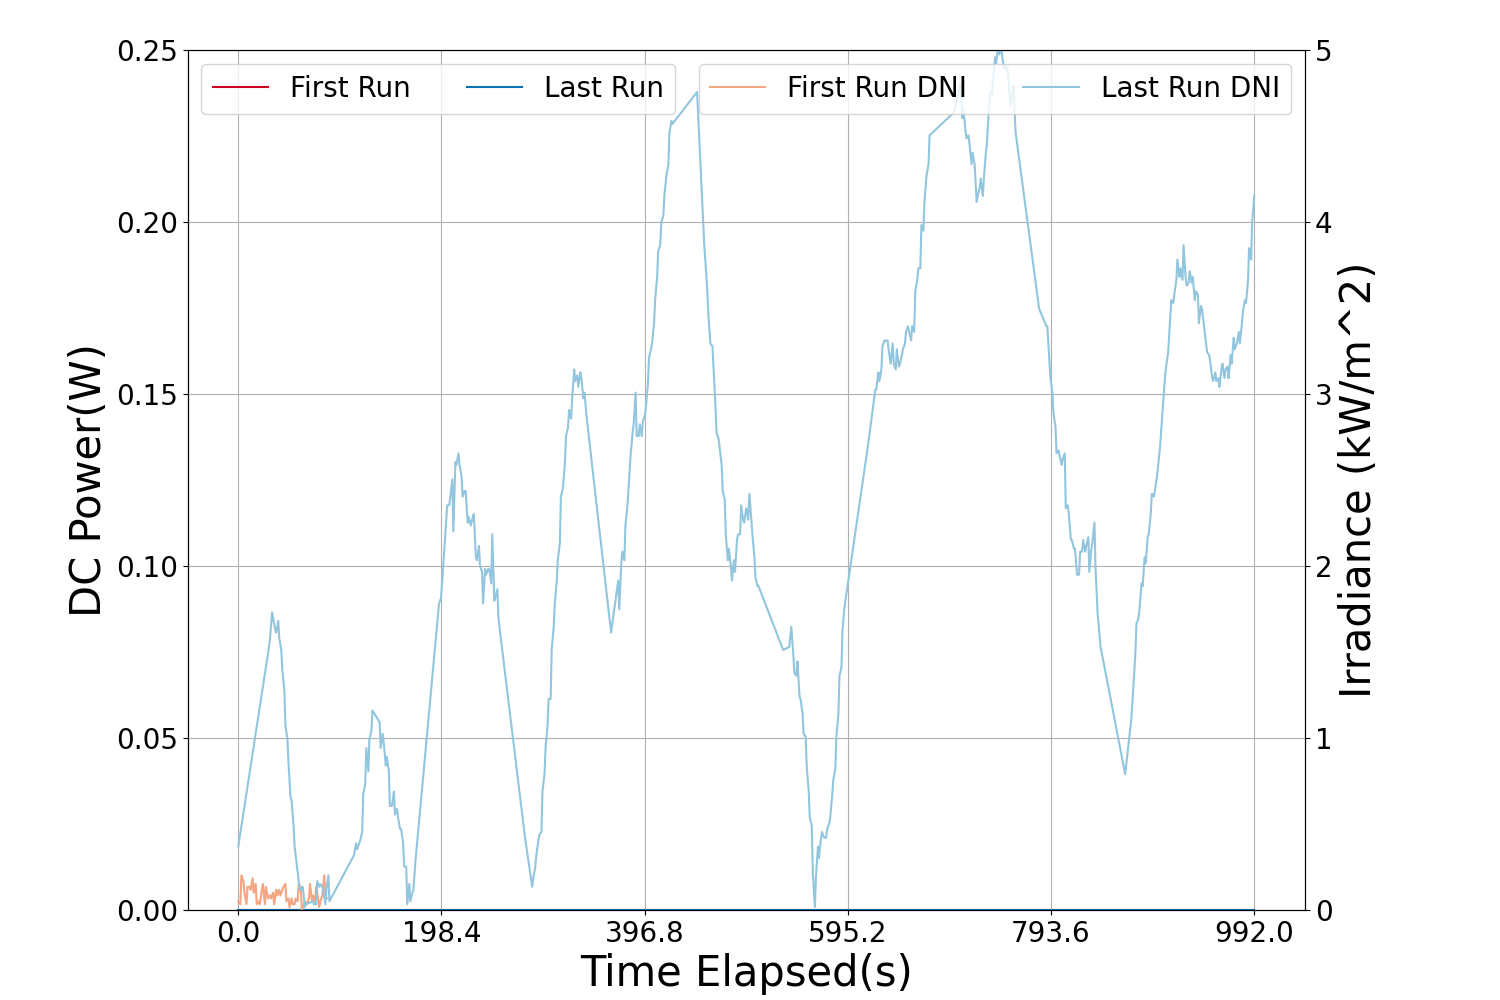 First Run
Last Run
First Run DNI
Last Run DNI
DC Power(W)
0.25
0.20
0.15
0.10
0.05
0.00
5
4
3
2
1
0
Irradiance (kW/m^2)
0.0 198.4 396.8 595.2 793.6 992.0
Time Elapsed(s)